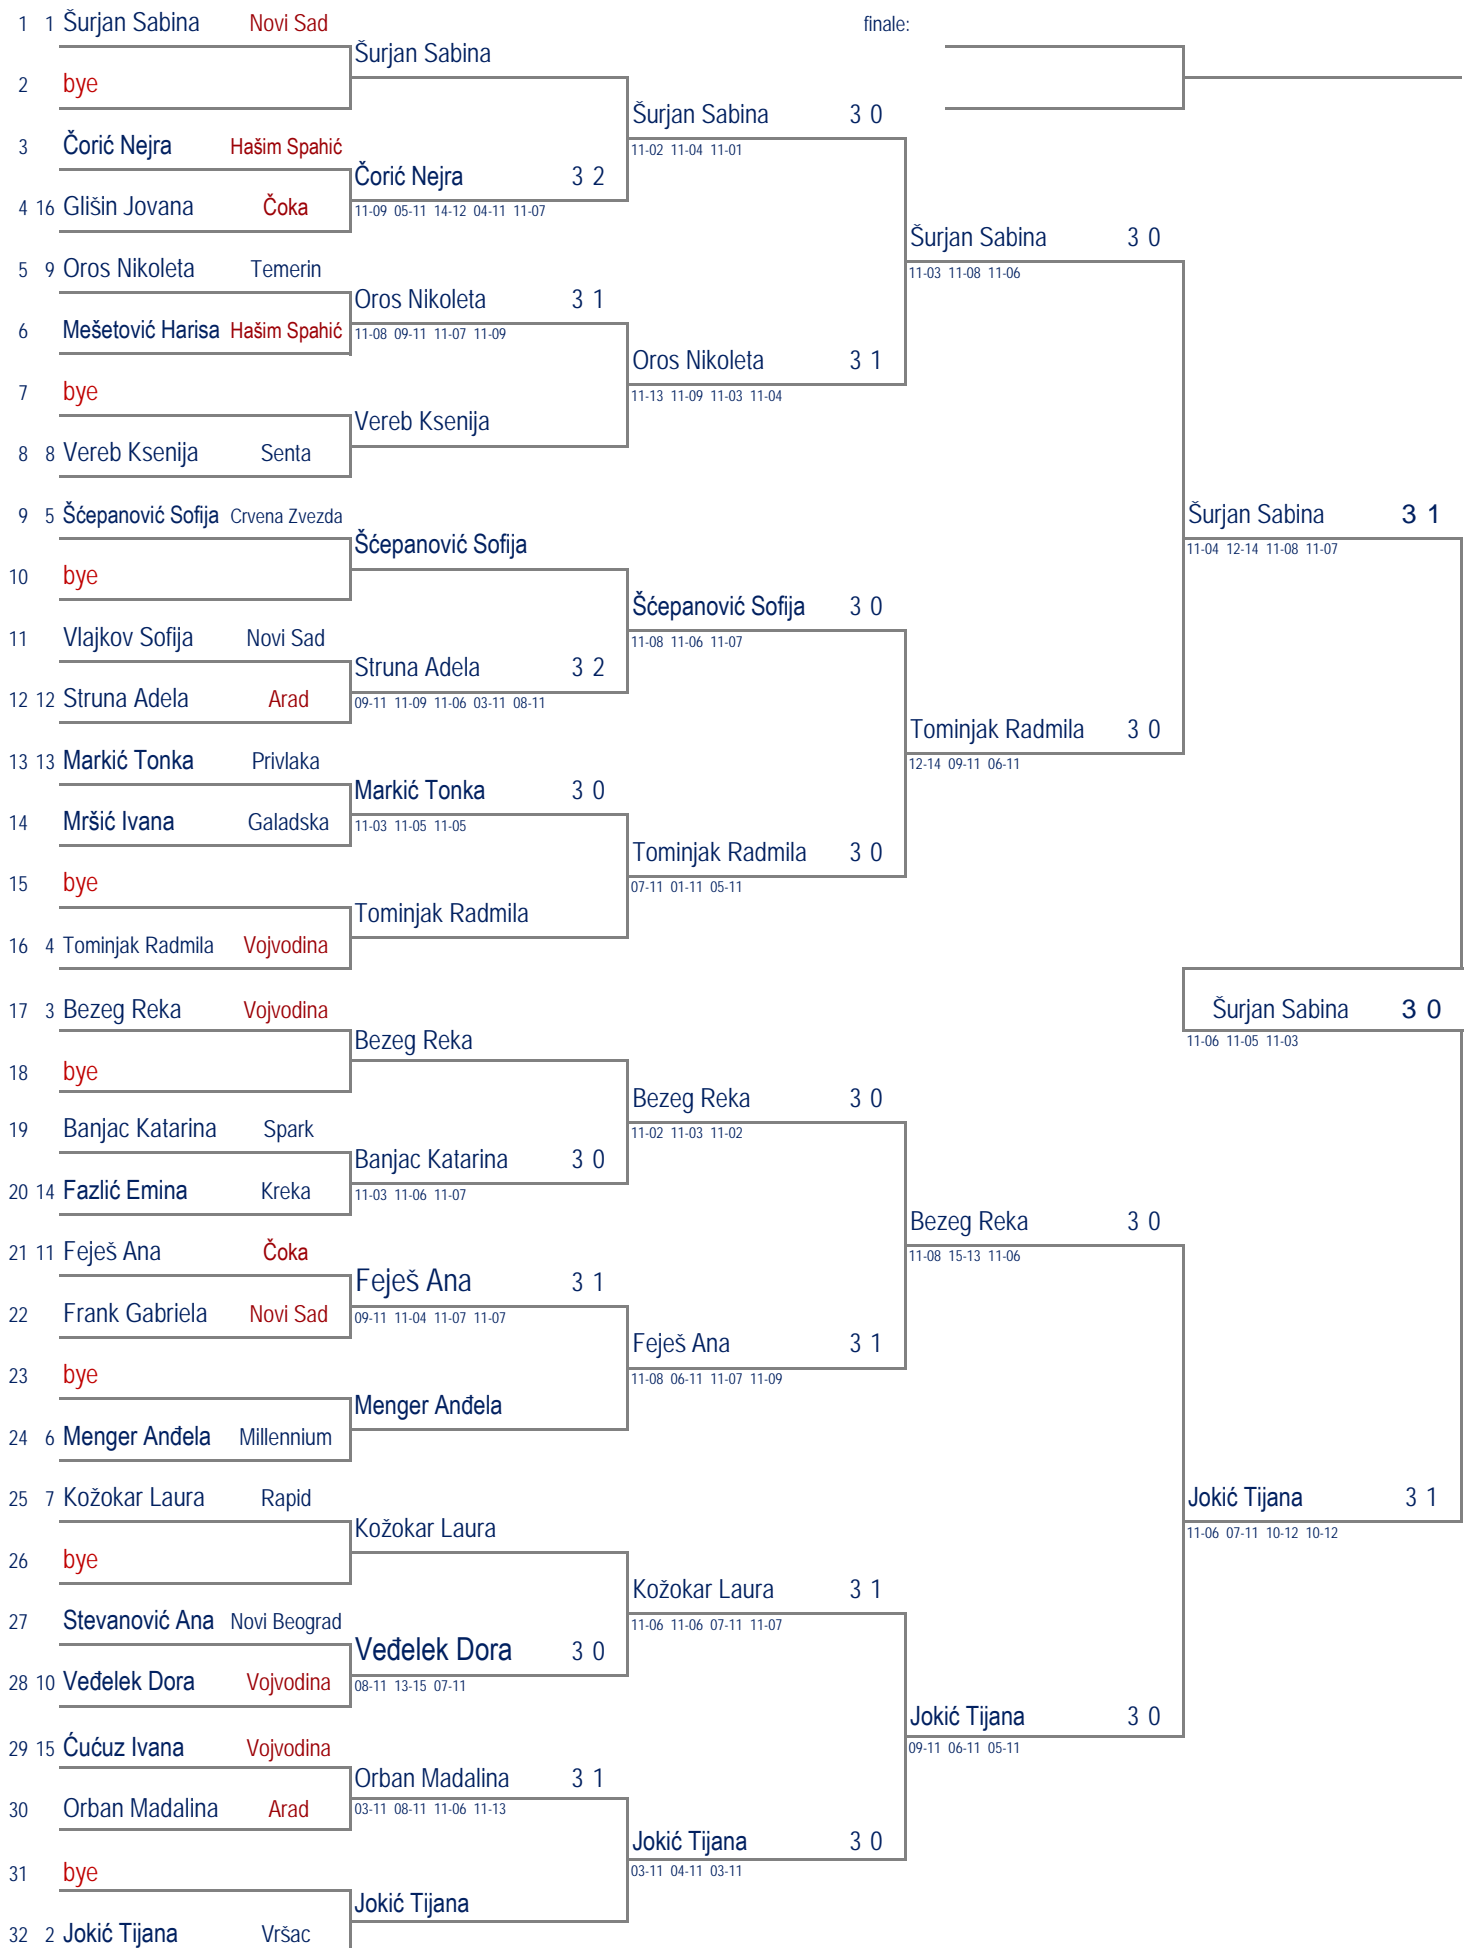 1 1 Šurjan Sabina Novi Sad finale:
Šurjan Sabina
2 bye
Šurjan Sabina 3 0
3 Čorić Nejra Hašim Spahić 11-02 11-04 11-01
Čorić Nejra 3 2
4 16 Glišin Jovana Čoka 11-09 05-11 14-12 04-11 11-07
Šurjan Sabina 3 0
5 9 Oros Nikoleta Temerin 11-03 11-08 11-06
Oros Nikoleta 3 1
6 Mešetović Harisa Hašim Spahić 11-08 09-11 11-07 11-09
Oros Nikoleta 3 1
7 bye 11-13 11-09 11-03 11-04
Vereb Ksenija
8 8 Vereb Ksenija Senta
9 5 Šćepanović Sofija Crvena Zvezda Šurjan Sabina 3 1
Šćepanović Sofija 11-04 12-14 11-08 11-07
10 bye
Šćepanović Sofija 3 0
11 Vlajkov Sofija Novi Sad 11-08 11-06 11-07
Struna Adela 3 2
12 12 Struna Adela Arad 09-11 11-09 11-06 03-11 08-11
Tominjak Radmila 3 0
13 13 Markić Tonka Privlaka 12-14 09-11 06-11
Markić Tonka 3 0
14 Mršić Ivana Galadska 11-03 11-05 11-05
Tominjak Radmila 3 0
15 bye 07-11 01-11 05-11
Tominjak Radmila
16 4 Tominjak Radmila Vojvodina
17 3 Bezeg Reka Vojvodina Šurjan Sabina 3 0
Bezeg Reka 11-06 11-05 11-03
18 bye
Bezeg Reka 3 0
19 Banjac Katarina Spark 11-02 11-03 11-02
Banjac Katarina 3 0
20 14 Fazlić Emina Kreka 11-03 11-06 11-07
Bezeg Reka 3 0
21 11 Feješ Ana Čoka 11-08 15-13 11-06
Feješ Ana 3 1
22 Frank Gabriela Novi Sad 09-11 11-04 11-07 11-07
Feješ Ana 3 1
23 bye 11-08 06-11 11-07 11-09
Menger Anđela
24 6 Menger Anđela Millennium
25 7 Kožokar Laura Rapid Jokić Tijana 3 1
Kožokar Laura 11-06 07-11 10-12 10-12
26 bye
Kožokar Laura 3 1
27 Stevanović Ana Novi Beograd 11-06 11-06 07-11 11-07
Veđelek Dora 3 0
28 10 Veđelek Dora Vojvodina 08-11 13-15 07-11
Jokić Tijana 3 0
29 15 Ćućuz Ivana Vojvodina 09-11 06-11 05-11
Orban Madalina 3 1
30 Orban Madalina Arad 03-11 08-11 11-06 11-13
Jokić Tijana 3 0
31 bye 03-11 04-11 03-11
Jokić Tijana
32 2 Jokić Tijana Vršac